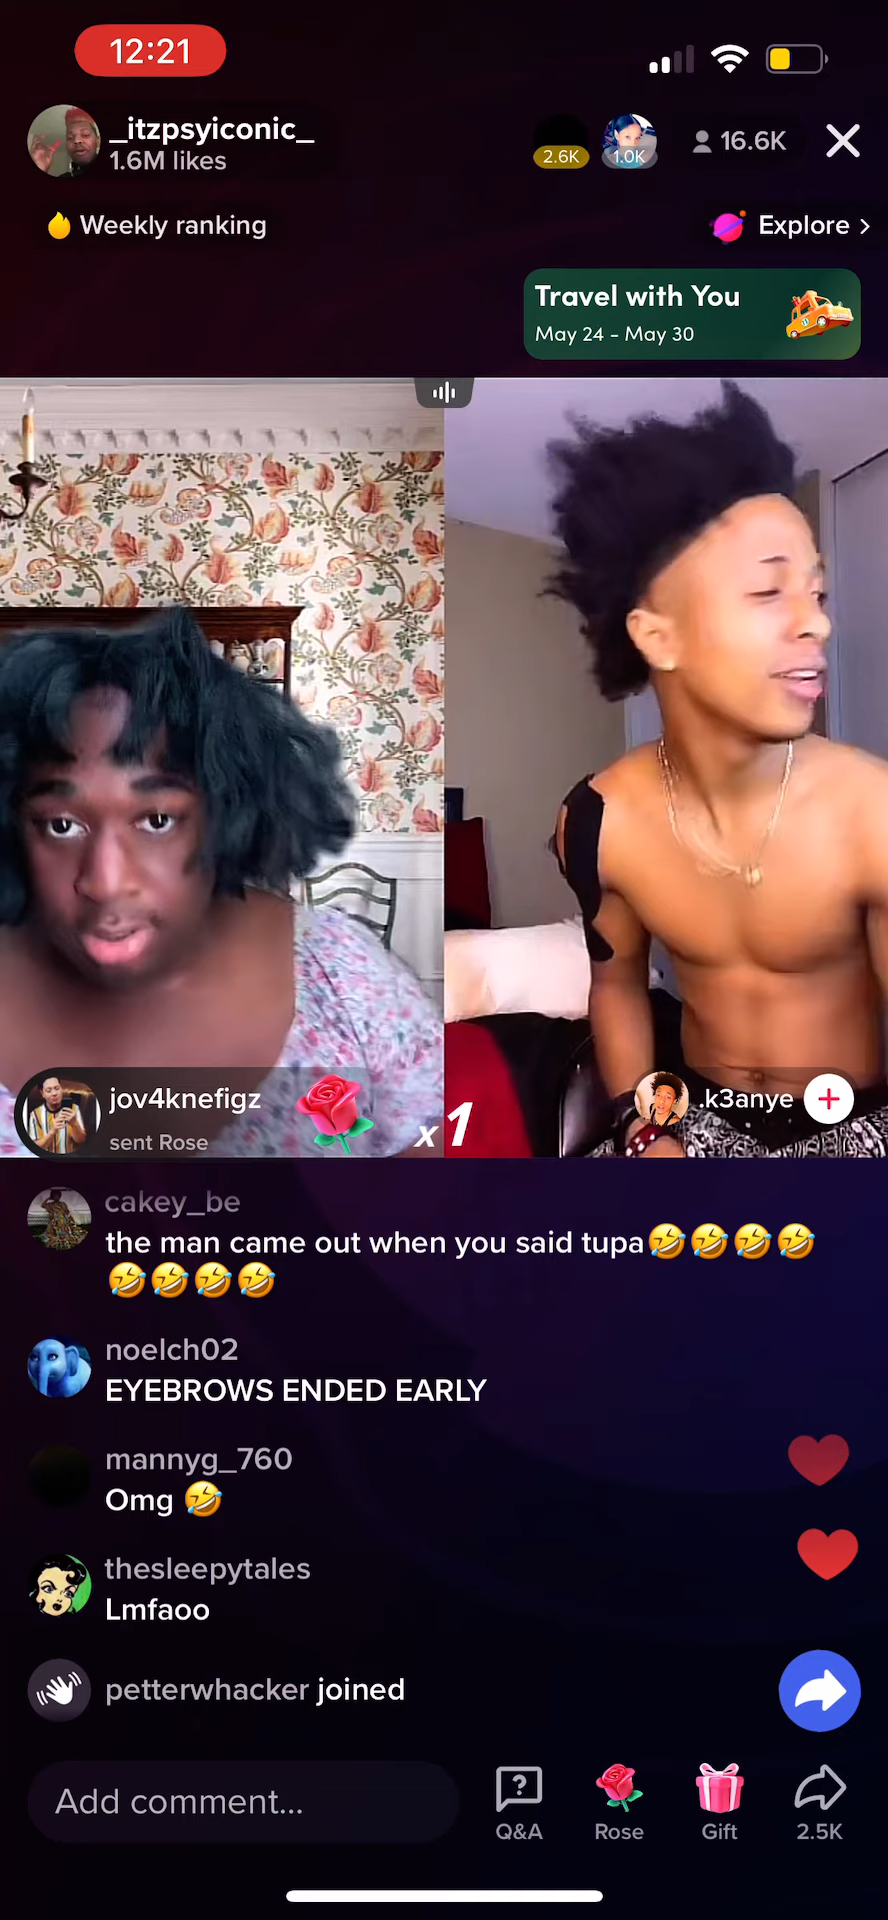 12:21
_itzpsyiconic_
1.6M likes
2.6K
1.0K
16.6K
Weekly ranking
Explore >
Travel with You
May 24 - May 30
jov4knefigz
sent Rose
x1
.k3anye
cakey_be
the man came out when you said tupa🤣🤣🤣🤣
🤣🤣🤣🤣
noelch02
EYEBROWS ENDED EARLY
mannyg_760
Omg 🤣
thesleepytales
Lmfaoo
petterwhacker joined
Add comment...
Q&A
Rose
Gift
2.5K